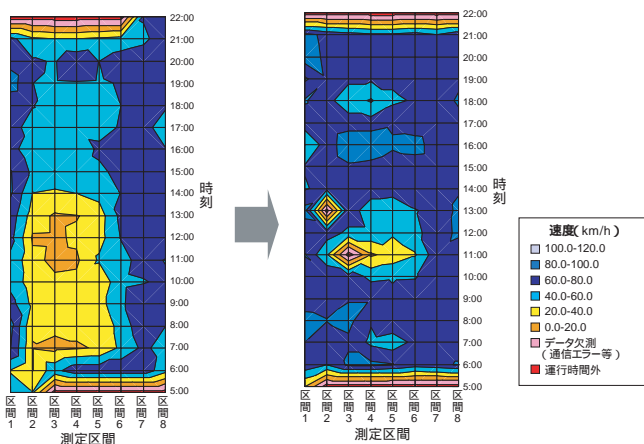 22:00
21:00
20:00
19:00
18:00
17:00
16:00
15:00
14:00
13:00
12:00
11:00
10:00
9:00
8:00
7:00
6:00
5:00
時刻
区間1
区間2
区間3
区間4
区間5
区間6
区間7
区間8
測定区間
22:00
21:00
20:00
19:00
18:00
17:00
16:00
15:00
14:00
13:00
12:00
11:00
10:00
9:00
8:00
7:00
6:00
5:00
時刻
区間1
区間2
区間3
区間4
区間5
区間6
区間7
区間8
測定区間
速度(km/h)
100.0-120.0
80.0-100.0
60.0-80.0
40.0-60.0
20.0-40.0
0.0-20.0
データ欠測
(通信エラー等)
運行時間外